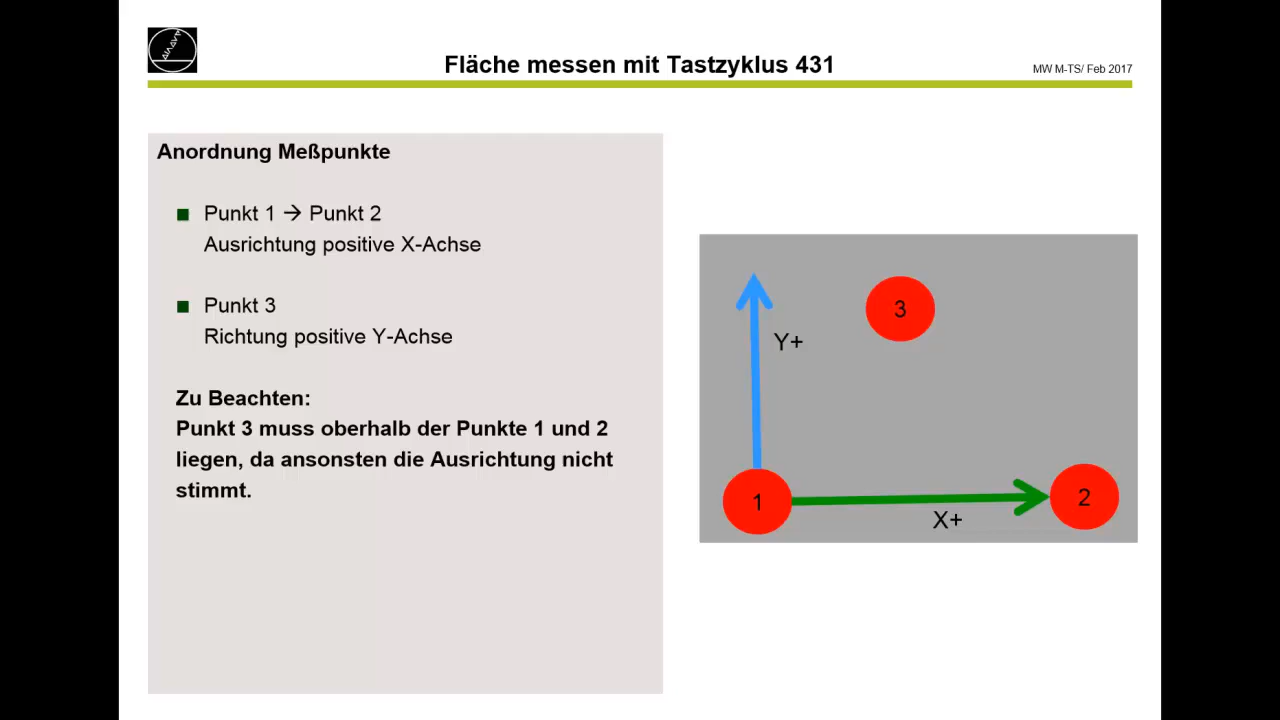 Fläche messen mit Tastzyklus 431
MW M-TS/ Feb 2017
Anordnung Meßpunkte
Punkt 1 → Punkt 2
Ausrichtung positive X-Achse
Punkt 3
Richtung positive Y-Achse
Zu Beachten:
Punkt 3 muss oberhalb der Punkte 1 und 2
liegen, da ansonsten die Ausrichtung nicht
stimmt.
3
Y+
1
2
X+